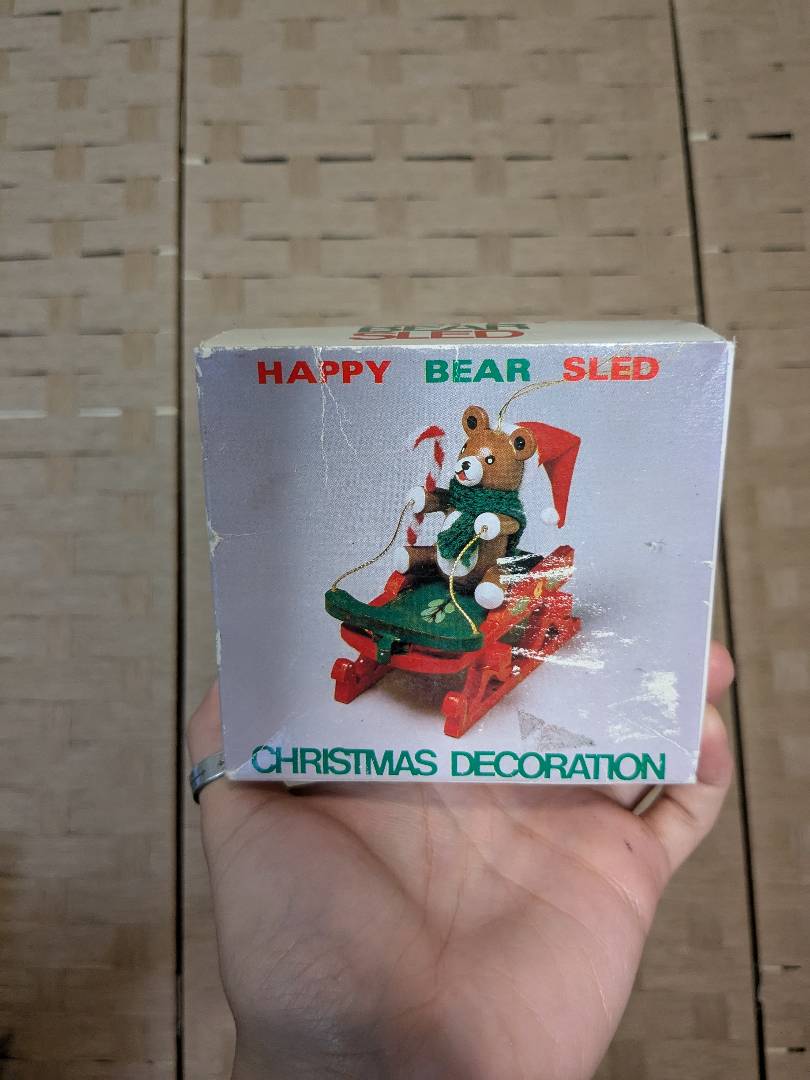 BEAR
SLED
HAPPY BEAR SLED
CHRISTMAS DECORATION